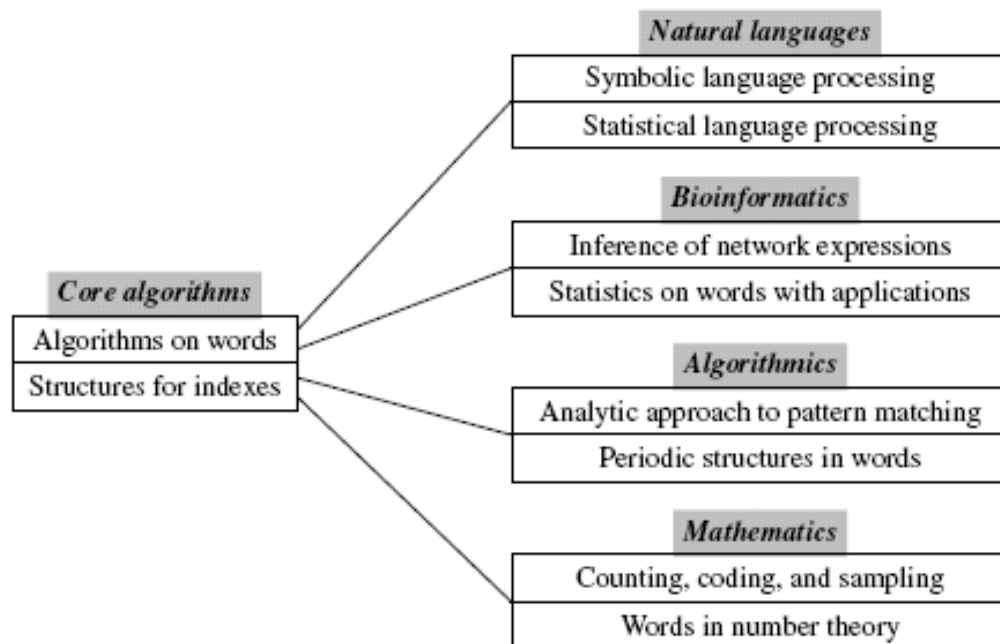 Natural languages
Symbolic language processing
Statistical language processing
Bioinformatics
Inference of network expressions
Statistics on words with applications
Core algorithms
Algorithms on words
Structures for indexes
Algorithmics
Analytic approach to pattern matching
Periodic structures in words
Mathematics
Counting, coding, and sampling
Words in number theory